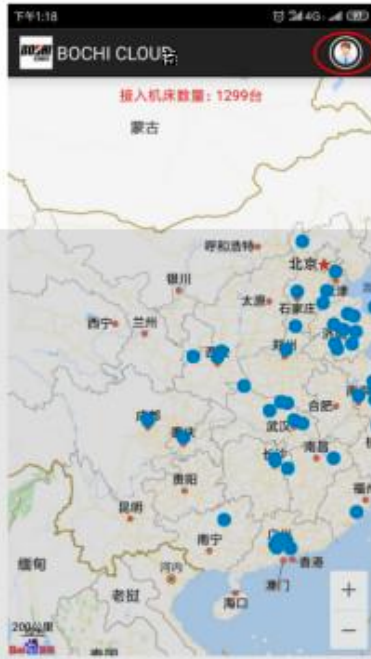 下午1:18
4G
BOCHI CLOUD
接入机床数量：1299台
蒙古
呼和浩特
北京
银川
太原
石家庄
西宁
兰州
郑州
合肥
成都
武汉
重庆
南昌
长沙
贵阳
福州
昆明
南宁
广州
缅甸
河内
香港
澳门
老挝
海口
200公里
+
−